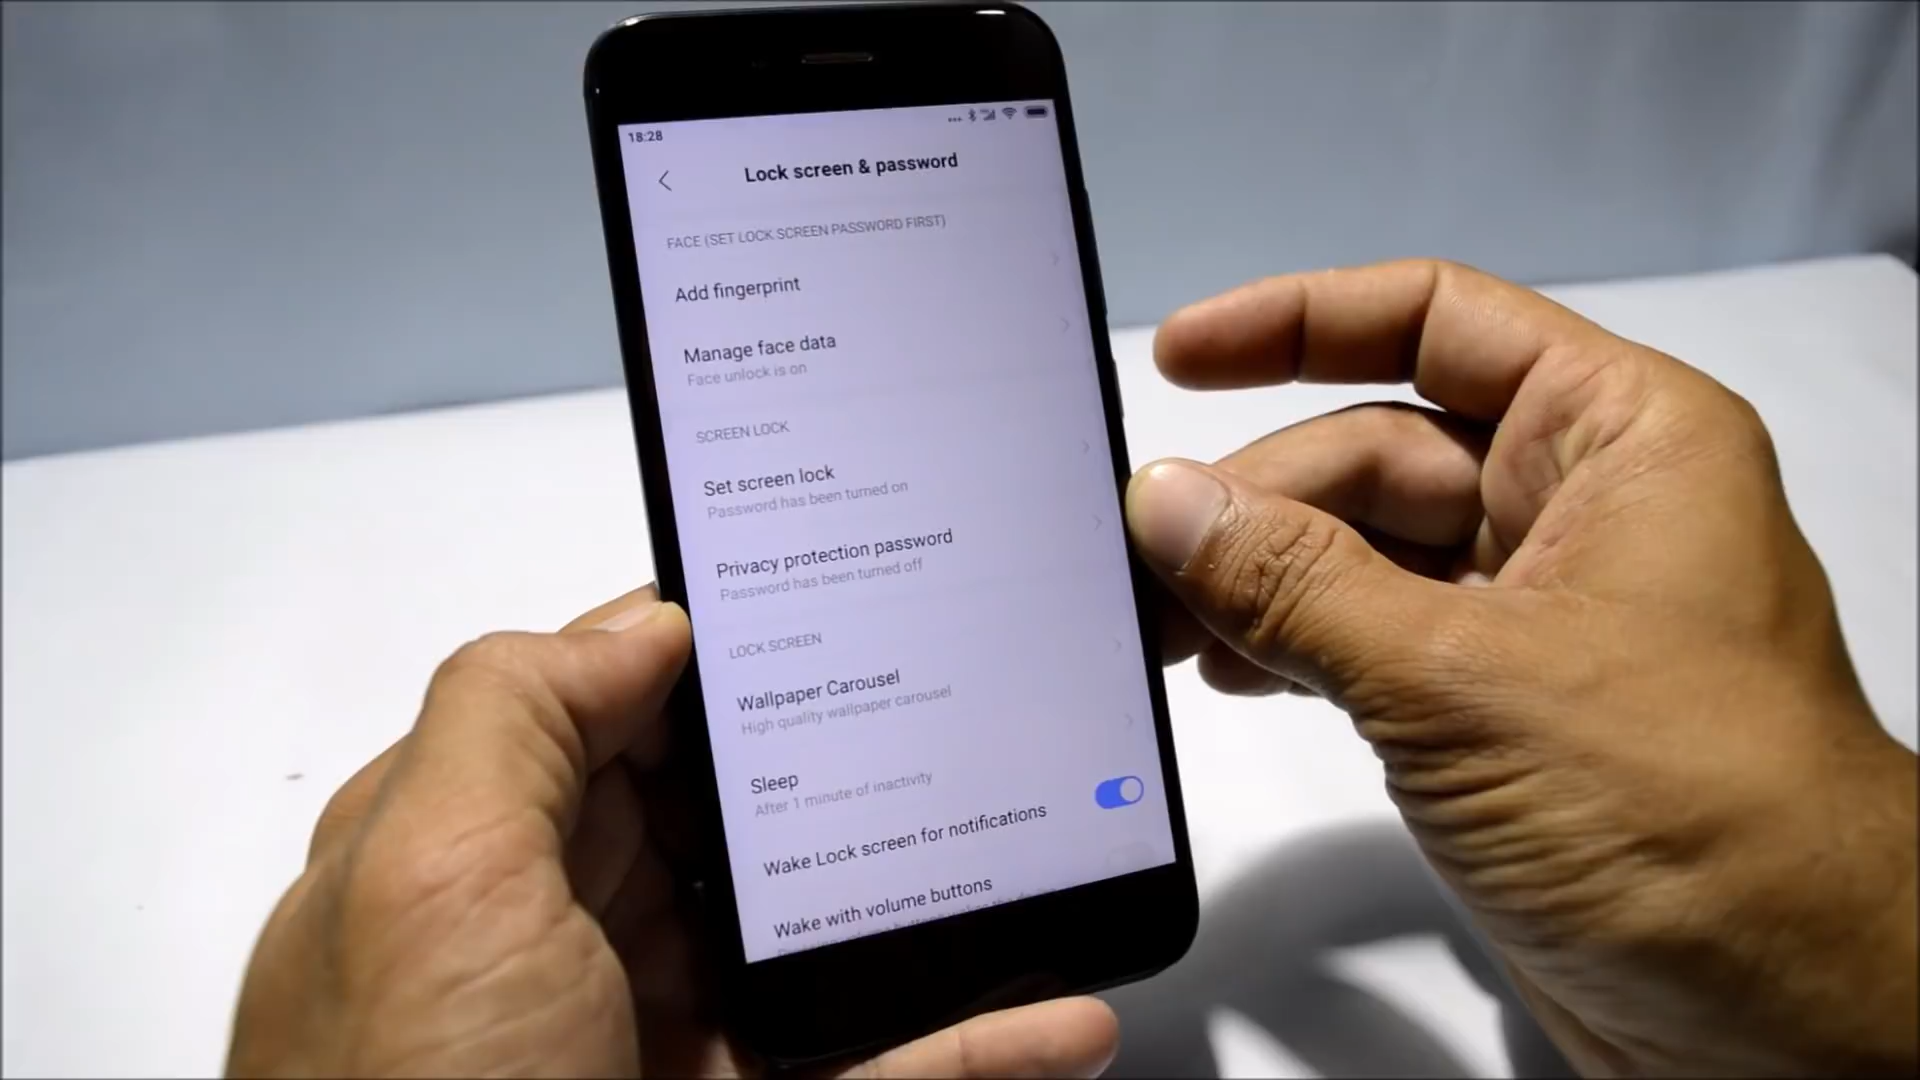 18:28
Lock screen & password
FACE (SET LOCK SCREEN PASSWORD FIRST)
Add fingerprint
Manage face data
Face unlock is on
SCREEN LOCK
Set screen lock
Password has been turned on
Privacy protection password
Password has been turned off
LOCK SCREEN
Wallpaper Carousel
High quality wallpaper carousel
Sleep
After 1 minute of inactivity
Wake Lock screen for notifications
Wake with volume buttons